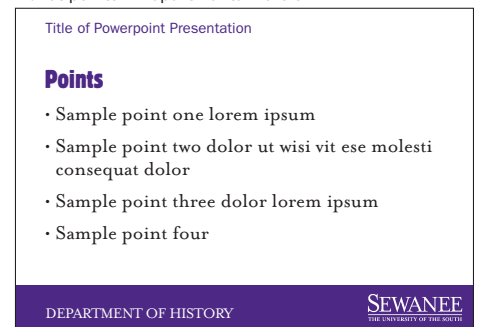 Title of Powerpoint Presentation
Points
• Sample point one lorem ipsum
• Sample point two dolor ut wisi vit ese molesti
consequat dolor
• Sample point three dolor lorem ipsum
• Sample point four
DEPARTMENT OF HISTORY
SEWANEE
THE UNIVERSITY OF THE SOUTH